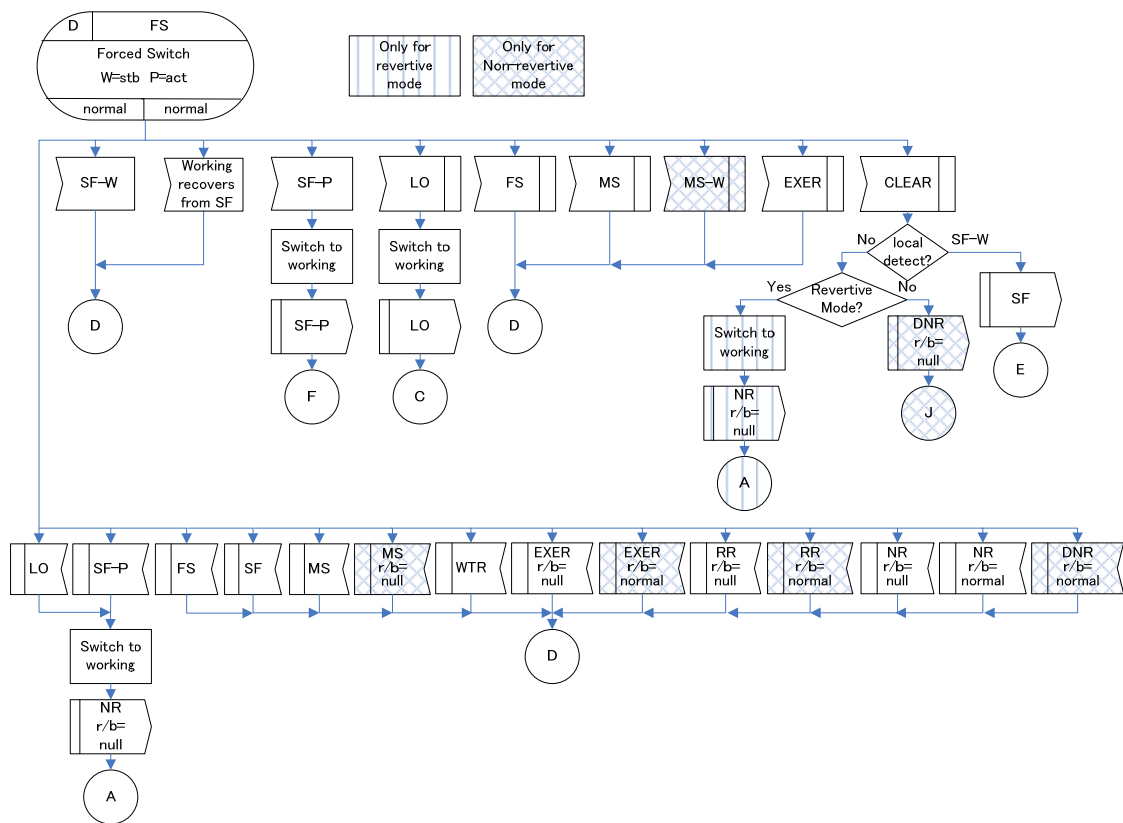 D FS
Forced Switch
W=stb P=act
normal normal
Only for
revertive
mode
Only for
Non-revertive
mode
SF-W
Working
recovers
from SF
SF-P
LO
FS
MS
MS-W
EXER
CLEAR
Switch to
working
Switch to
working
No
local
detect?
SF-W
SF-P
LO
D
D
Yes
Revertive
Mode?
No
SF
Switch to
working
DNR
r/b=
null
E
F
C
NR
r/b=
null
J
A
LO
SF-P
FS
SF
MS
MS
r/b=
null
WTR
EXER
r/b=
null
EXER
r/b=
normal
RR
r/b=
null
RR
r/b=
normal
NR
r/b=
null
NR
r/b=
normal
DNR
r/b=
normal
Switch to
working
D
NR
r/b=
null
A